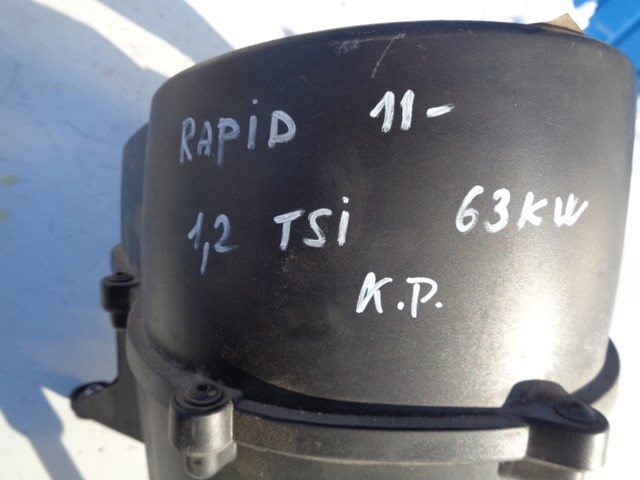 RAPiD 11-
1,2 TSi 63KW
K.P.